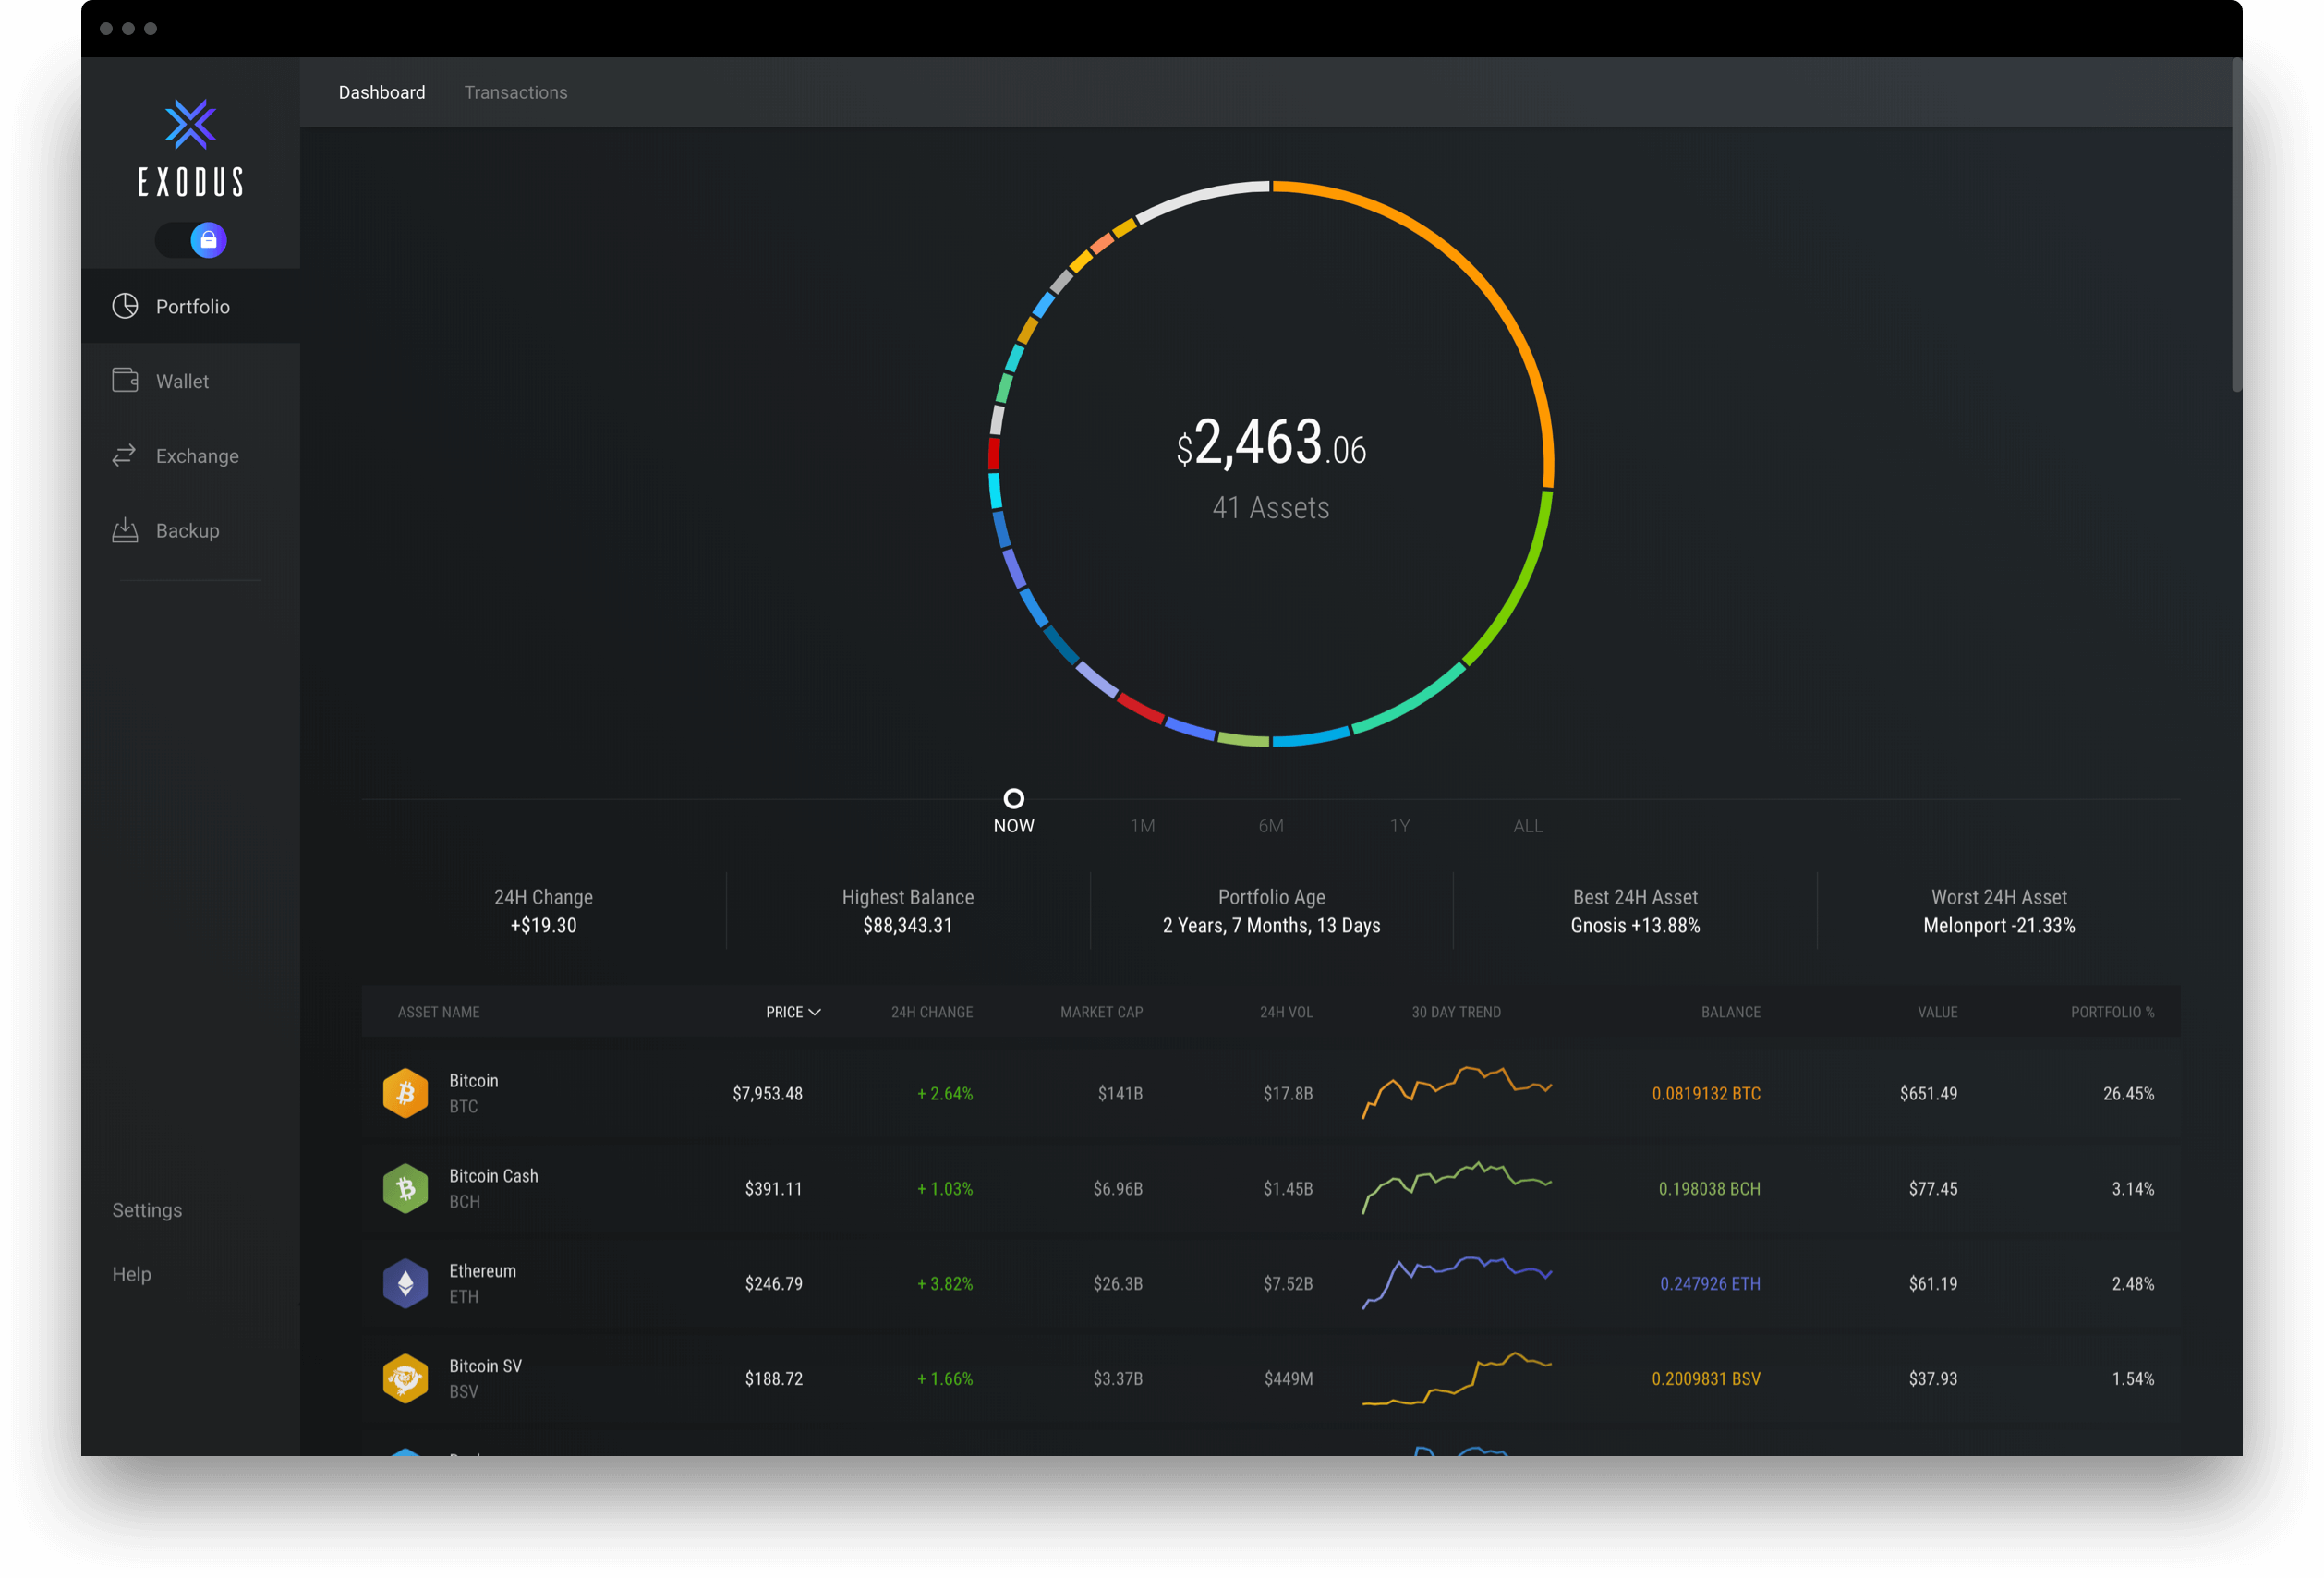 Dashboard Transactions
EXODUS
Portfolio
Wallet
Exchange
Backup
Settings
Help
$2,463.06
41 Assets
NOW 1M 6M 1Y ALL
24H Change Highest Balance Portfolio Age Best 24H Asset Worst 24H Asset
+$19.30 $88,343.31 2 Years, 7 Months, 13 Days Gnosis +13.88% Melonport -21.33%
ASSET NAME PRICE 24H CHANGE MARKET CAP 24H VOL 30 DAY TREND BALANCE VALUE PORTFOLIO %
Bitcoin
BTC
$7,953.48 + 2.64% $141B $17.8B 0.0819132 BTC $651.49 26.45%
Bitcoin Cash
BCH
$391.11 + 1.03% $6.96B $1.45B 0.198038 BCH $77.45 3.14%
Ethereum
ETH
$246.79 + 3.82% $26.3B $7.52B 0.247926 ETH $61.19 2.48%
Bitcoin SV
BSV
$188.72 + 1.66% $3.37B $449M 0.2009831 BSV $37.93 1.54%